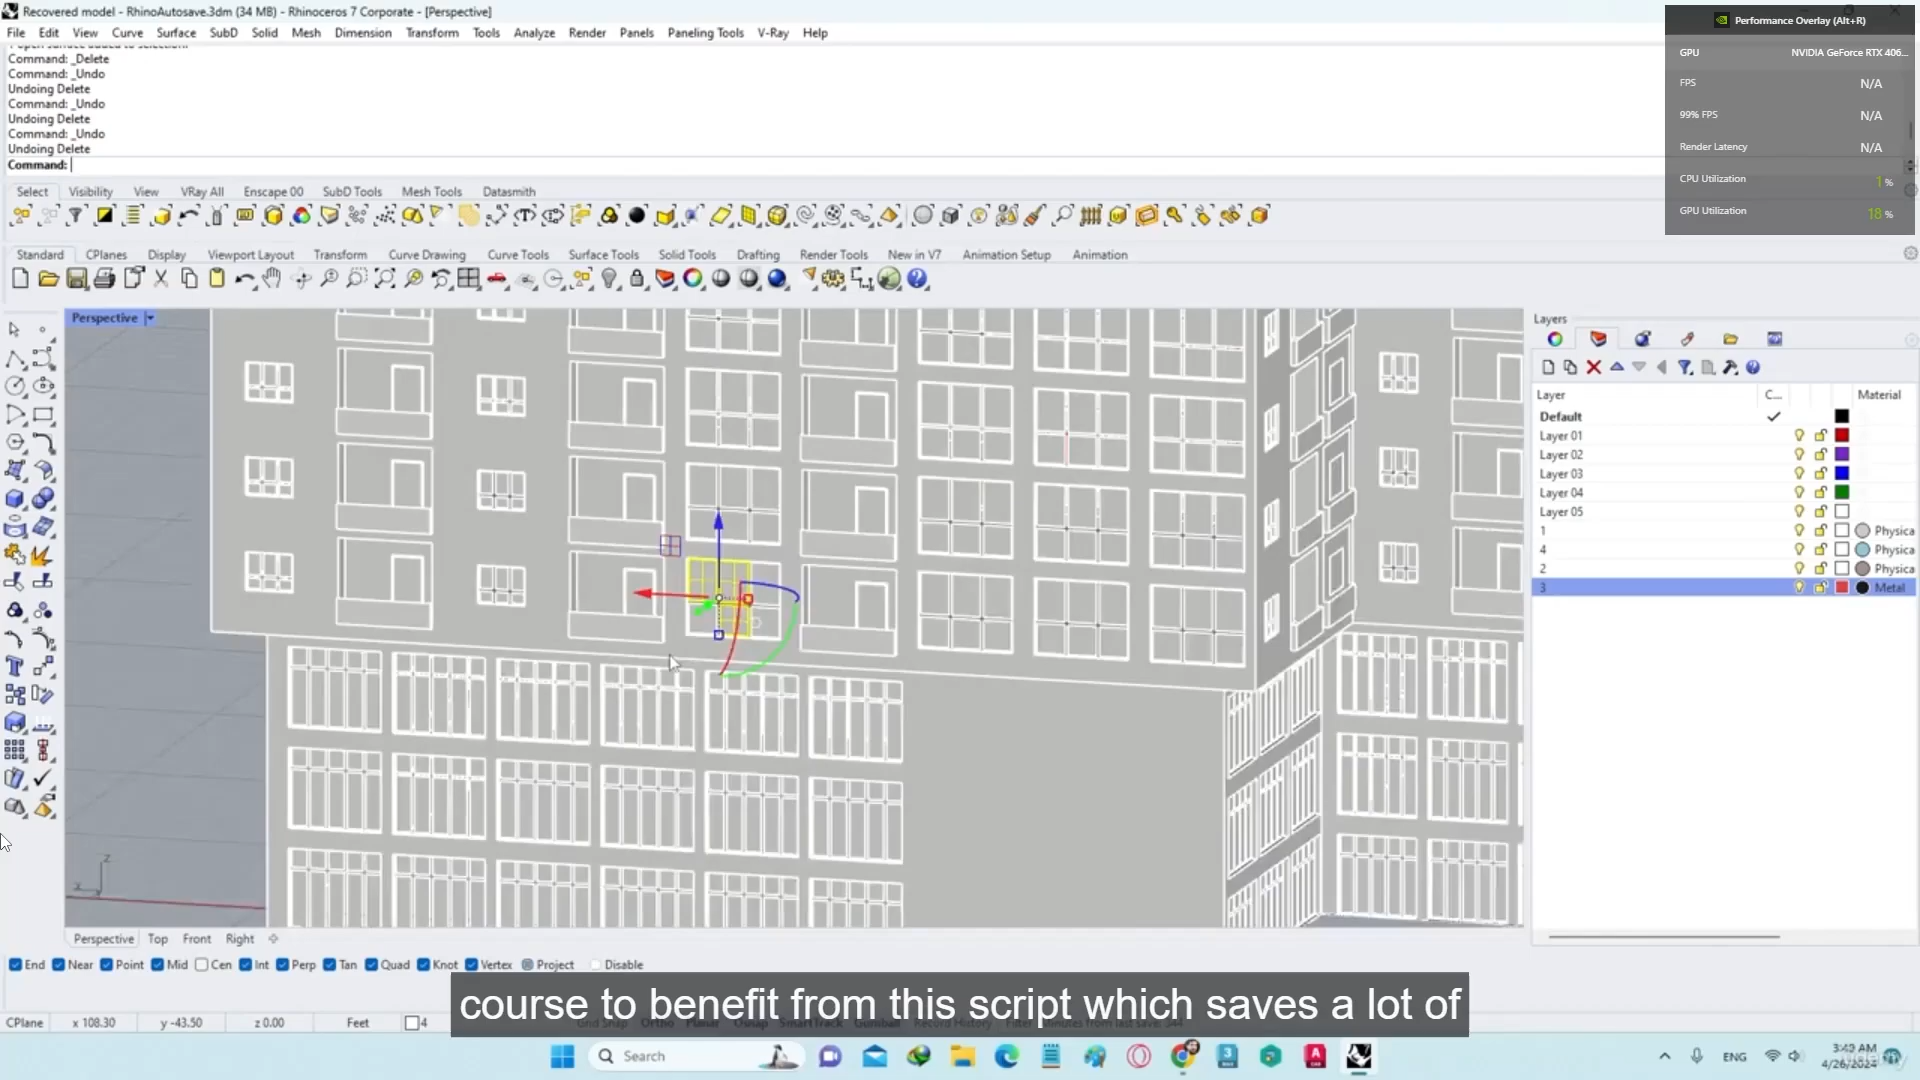 Recovered model - RhinoAutosave.3dm (34 MB) - Rhinoceros 7 Corporate - [Perspective]
File Edit View Curve Surface SubD Solid Mesh Dimension Transform Tools Analyze Render Panels Paneling Tools V-Ray Help
Command: _Delete
Command: _Undo
Undoing Delete
Command: _Undo
Undoing Delete
Command: _Undo
Undoing Delete
Command:
Performance Overlay (Alt+R)
GPU NVIDIA GeForce RTX 406...
FPS N/A
99% FPS N/A
Render Latency N/A
CPU Utilization 1 %
GPU Utilization 18 %
Select Visibility View VRay All Enscape 00 SubD Tools Mesh Tools Datasmith
Standard CPlanes Display Viewport Layout Transform Curve Drawing Curve Tools Surface Tools Solid Tools Drafting Render Tools New in V7 Animation Setup Animation
Perspective
Layers
Layer C... Material
Default
Layer 01
Layer 02
Layer 03
Layer 04
Layer 05
1 Physica
4 Physica
2 Physica
3 Metal
z
x
Perspective Top Front Right
End Near Point Mid Cen Int Perp Tan Quad Knot Vertex Project Disable
course to benefit from this script which saves a lot of
CPlane x 108.30 y -43.50 z 0.00 Feet 4
Search
ENG
3:49 AM
4/26/2024